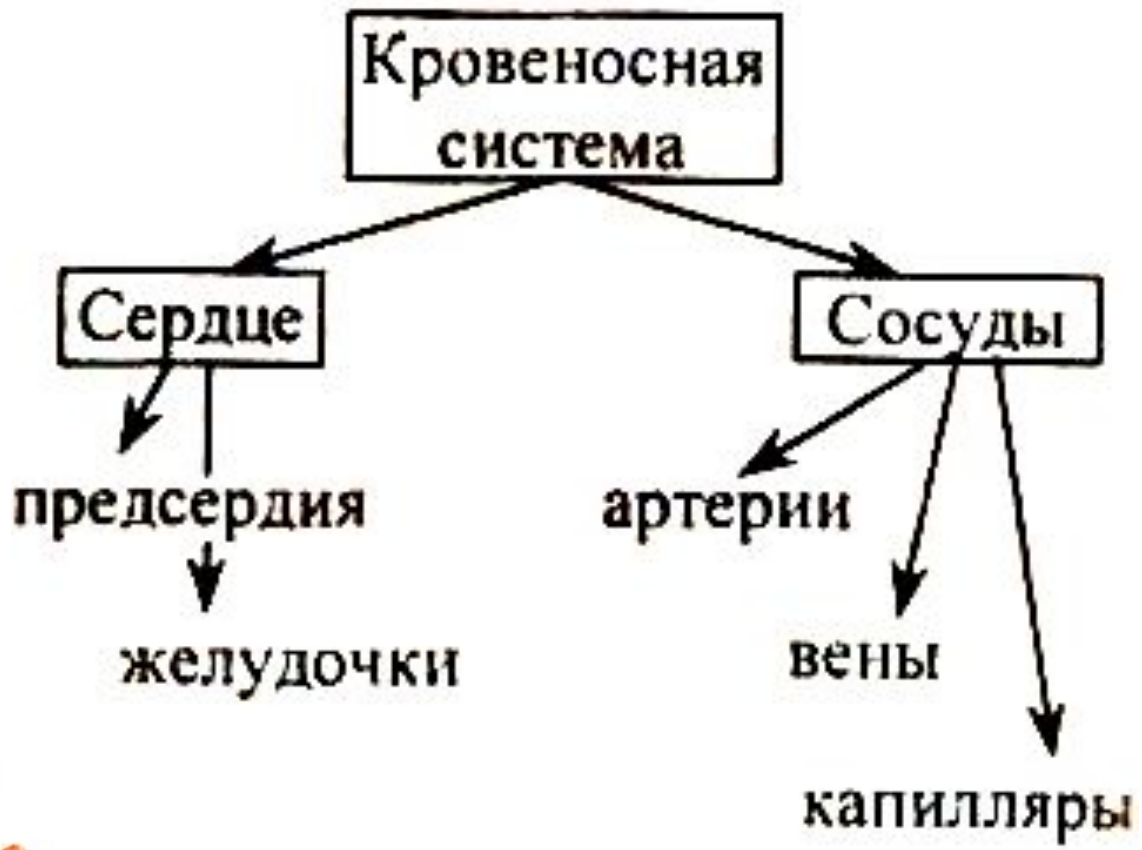 Кровеносная
система
Сердце
Сосуды
предсердия
артерии
желудочки
вены
капилляры